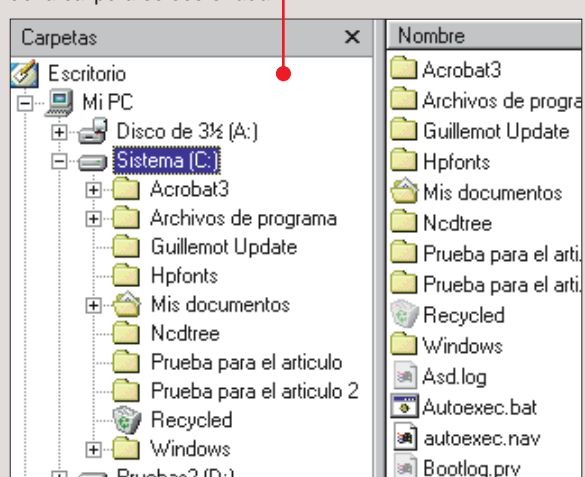 Carpetas
Escritorio
Mi PC
Disco de 3½ (A:)
Sistema (C:)
Acrobat3
Archivos de programa
Guillemot Update
Hpfonts
Mis documentos
Ncdtree
Prueba para el articulo
Prueba para el articulo 2
Recycled
Windows
Nombre
Acrobat3
Archivos de progra
Guillemot Update
Hpfonts
Mis documentos
Ncdtree
Prueba para el arti
Prueba para el arti
Recycled
Windows
Asd.log
Autoexec.bat
autoexec.nav
Bootlog.prv